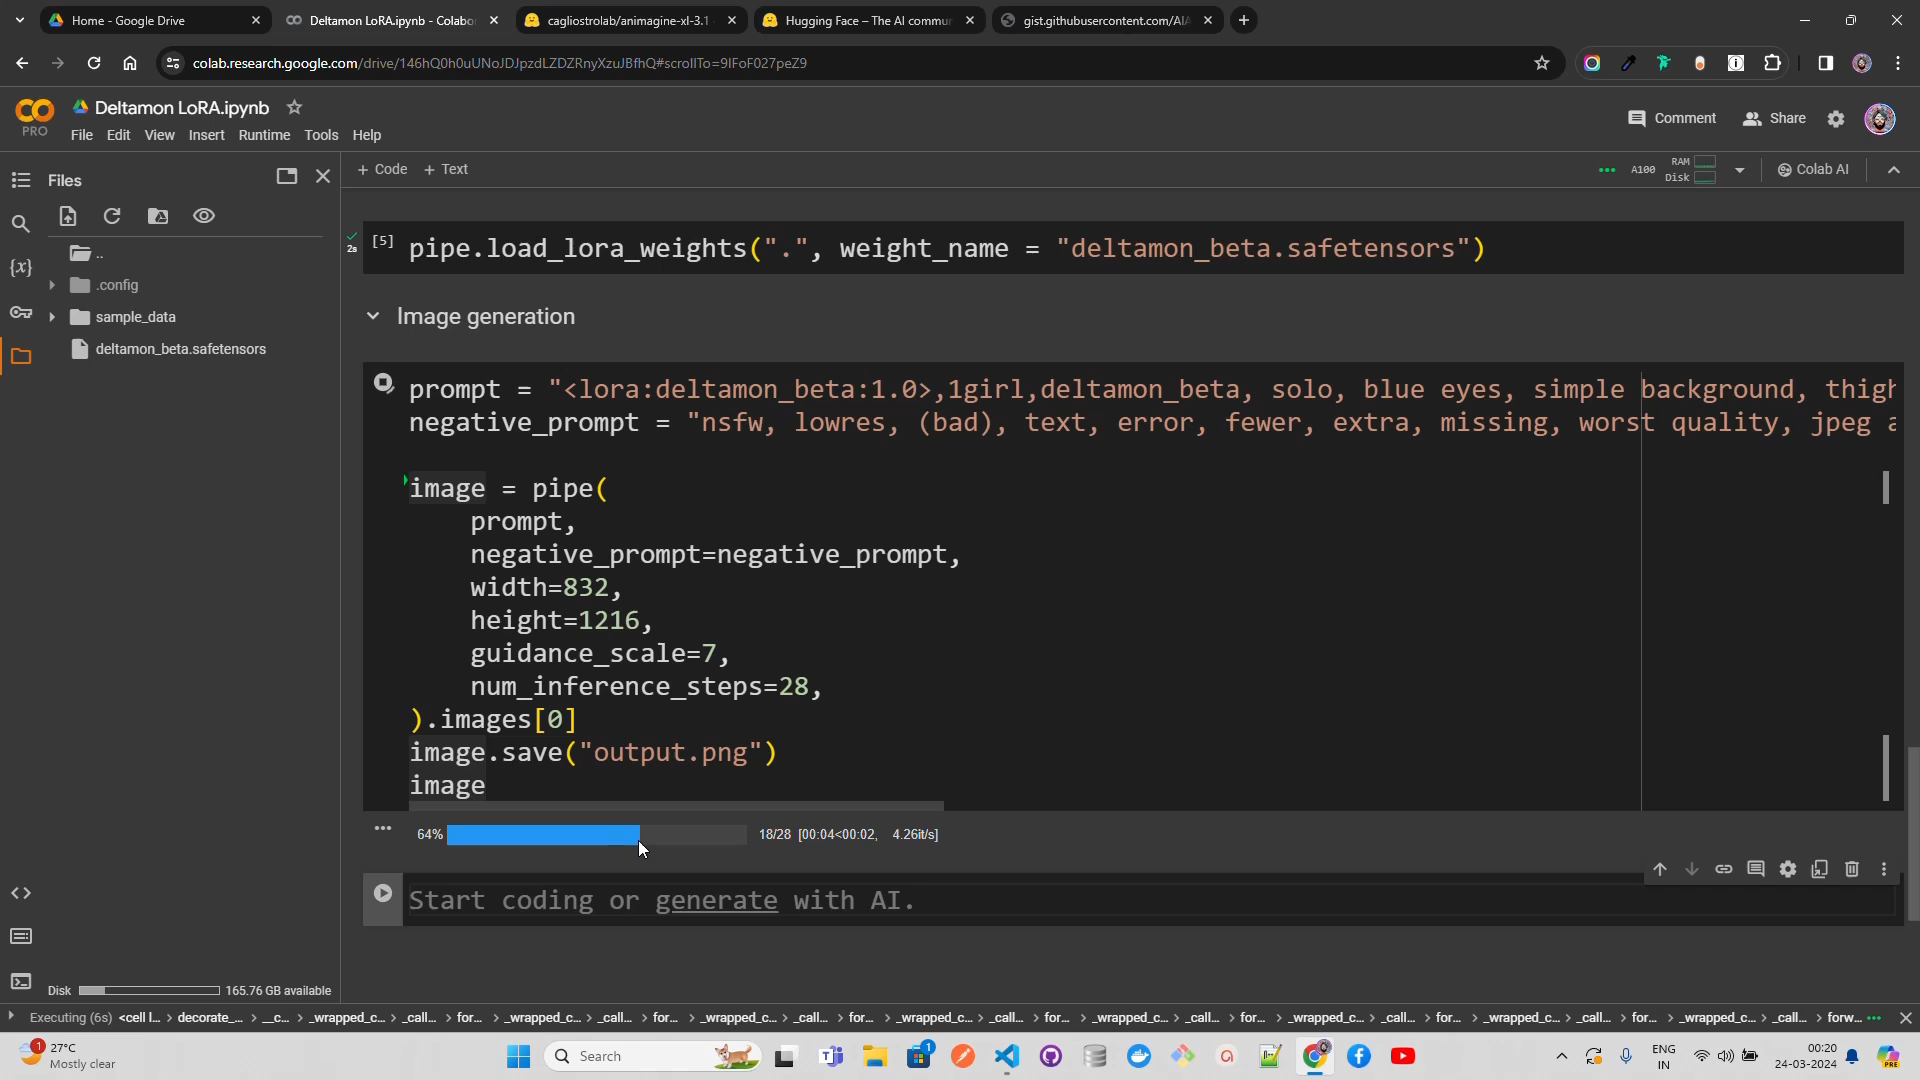 Home - Google Drive
Deltamon LoRA.ipynb - Colabo
cagliostrolab/animagine-xl-3.1
Hugging Face – The AI commun
gist.githubusercontent.com/AIA
colab.research.google.com/drive/146hQ0h0uUNoJDJpzdLZDZRnyXzuJBfhQ#scrollTo=9IFoF027peZ9
PRO
Deltamon LoRA.ipynb
File Edit View Insert Runtime Tools Help
Comment
Share
Files
+ Code + Text
A100
RAM
Disk
Colab AI
..
.config
sample_data
deltamon_beta.safetensors
2s
[5] pipe.load_lora_weights(".", weight_name = "deltamon_beta.safetensors")
Image generation
prompt = "<lora:deltamon_beta:1.0>,1girl,deltamon_beta, solo, blue eyes, simple background, thigh
negative_prompt = "nsfw, lowres, (bad), text, error, fewer, extra, missing, worst quality, jpeg a
image = pipe(
prompt,
negative_prompt=negative_prompt,
width=832,
height=1216,
guidance_scale=7,
num_inference_steps=28,
).images[0]
image.save("output.png")
image
64% 18/28 [00:04<00:02, 4.26it/s]
Start coding or generate with AI.
Disk 165.76 GB available
Executing (6s) <cell l... > decorate_... > __c... > _wrapped_c... > _call... > for... > _wrapped_c... > _call... > for... > _wrapped_c... > _call... > for... > _wrapped_c... > _call... > for... > _wrapped_c... > _call... > for... > _wrapped_c... > _call... > for... > _wrapped_c... > _call... > for... > _wrapped_c... > _call... > forw...
1
27°C
Mostly clear
Search
1
ENG
IN
00:20
24-03-2024
PRE